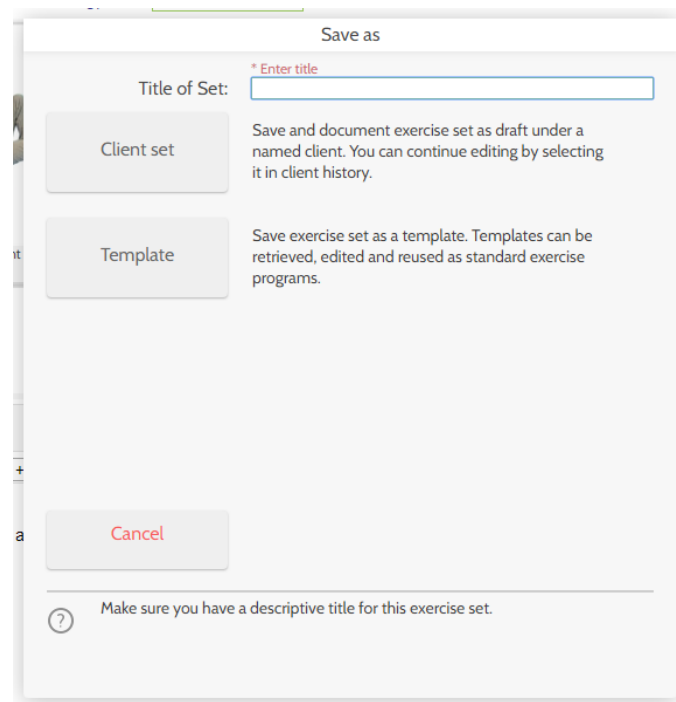 Save as
* Enter title
Title of Set:
Client set
Save and document exercise set as draft under a
named client. You can continue editing by selecting
it in client history.
Template
Save exercise set as a template. Templates can be
retrieved, edited and reused as standard exercise
programs.
+
a
Cancel
?
Make sure you have a descriptive title for this exercise set.